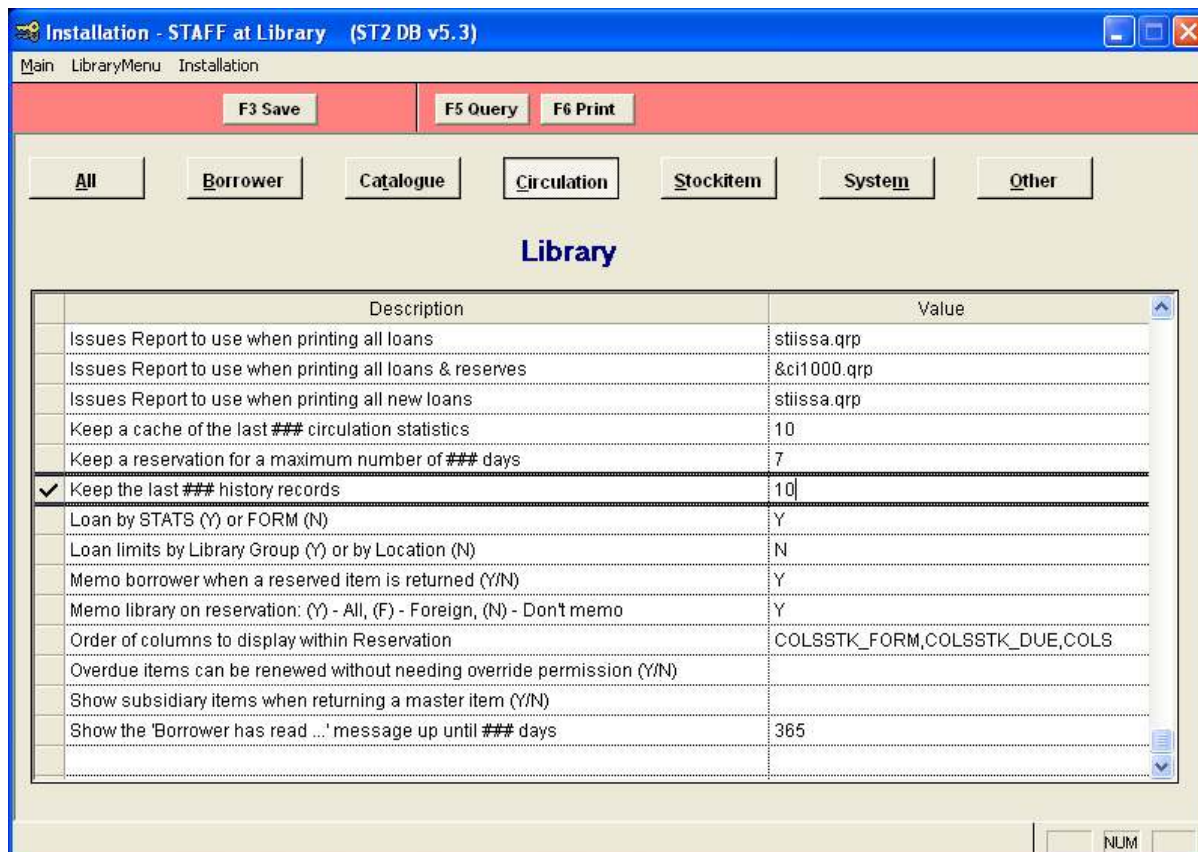 Installation - STAFF at Library (ST2 DB v5.3)
Main LibraryMenu Installation
F3 Save F5 Query F6 Print
All Borrower Catalogue Circulation Stockitem System Other
Library
Description Value
Issues Report to use when printing all loans stiissa.qrp
Issues Report to use when printing all loans & reserves &ci1000.qrp
Issues Report to use when printing all new loans stiissa.qrp
Keep a cache of the last ### circulation statistics 10
Keep a reservation for a maximum number of ### days 7
Keep the last ### history records 10
Loan by STATS (Y) or FORM (N) Y
Loan limits by Library Group (Y) or by Location (N) N
Memo borrower when a reserved item is returned (Y/N) Y
Memo library on reservation: (Y) - All, (F) - Foreign, (N) - Don't memo Y
Order of columns to display within Reservation COLSSTK_FORM,COLSSTK_DUE,COLS
Overdue items can be renewed without needing override permission (Y/N)
Show subsidiary items when returning a master item (Y/N)
Show the 'Borrower has read ...' message up until ### days 365
NUM